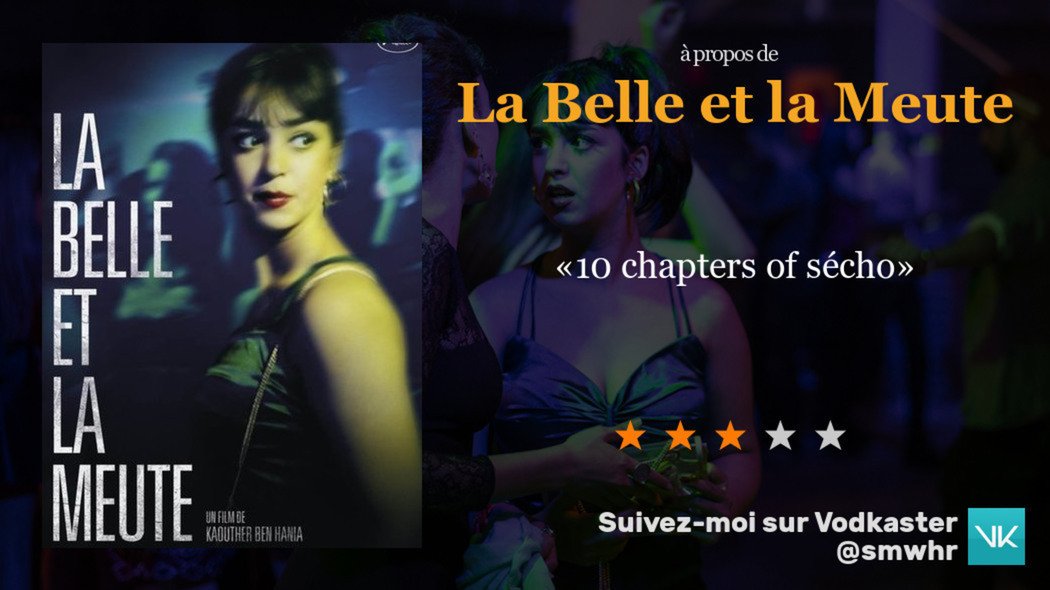 LA
BELLE
ET
LA
MEUTE
UN FILM DE
KAOUTHER BEN HANIA
à propos de
La Belle et la Meute
«10 chapters of sécho»
Suivez-moi sur Vodkaster
@smwhr
VK